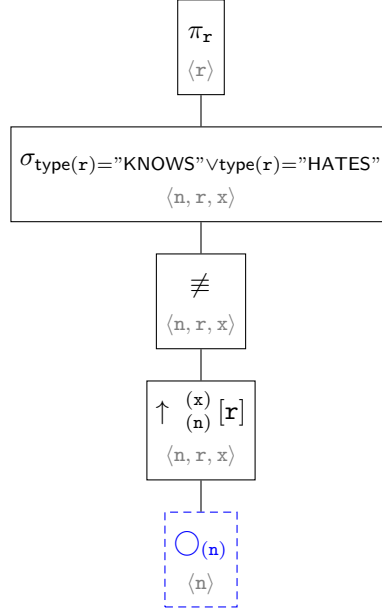 π_r
⟨r⟩
σ_type(r)="KNOWS"∨type(r)="HATES"
⟨n, r, x⟩
≢
⟨n, r, x⟩
↑ (x) (n) [r]
⟨n, r, x⟩
◯(n)
⟨n⟩